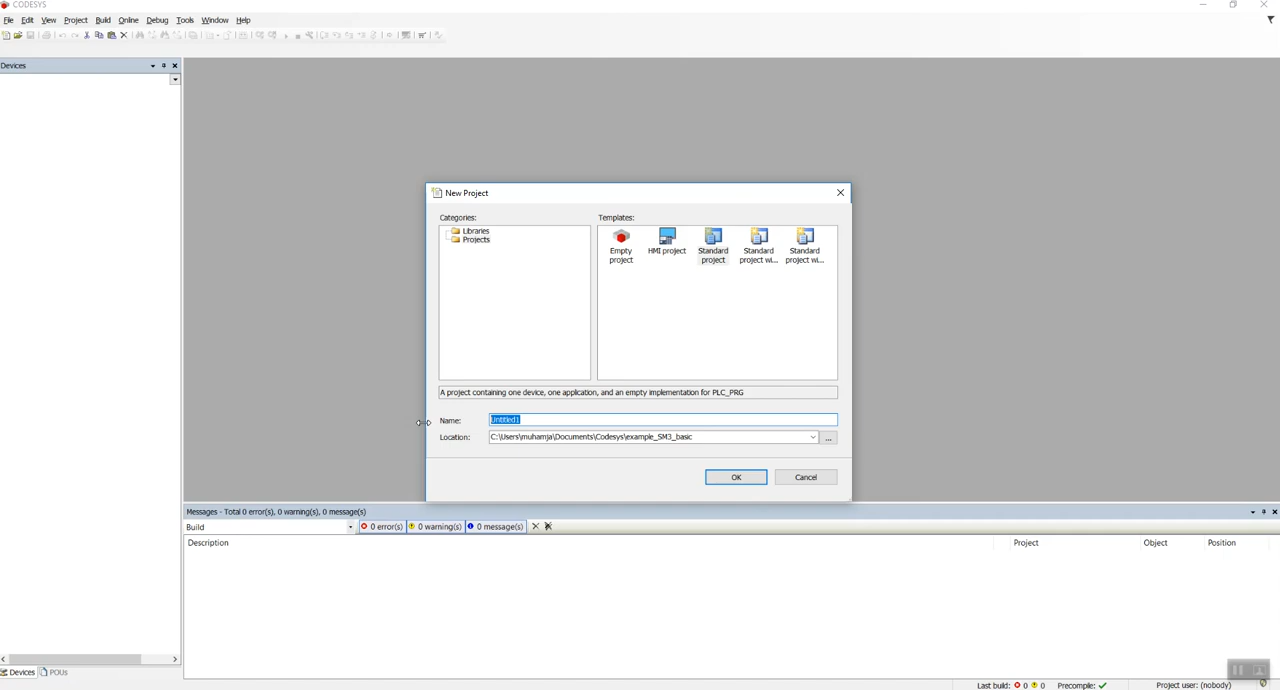 CODESYS
File Edit View Project Build Online Debug Tools Window Help
Devices
New Project
Categories: Templates:
Libraries
Projects
Empty project
HMI project
Standard project
Standard project wi...
Standard project wi...
A project containing one device, one application, and an empty implementation for PLC_PRG
Name: Untitled1
Location: C:\Users\muhamja\Documents\Codesys\example_SM3_basic
...
OK Cancel
Messages - Total 0 error(s), 0 warning(s), 0 message(s)
Build 0 error(s) 0 warning(s) 0 message(s)
Description Project Object Position
Devices POUs
Last build: 0 0 Precompile: Project user: (nobody)